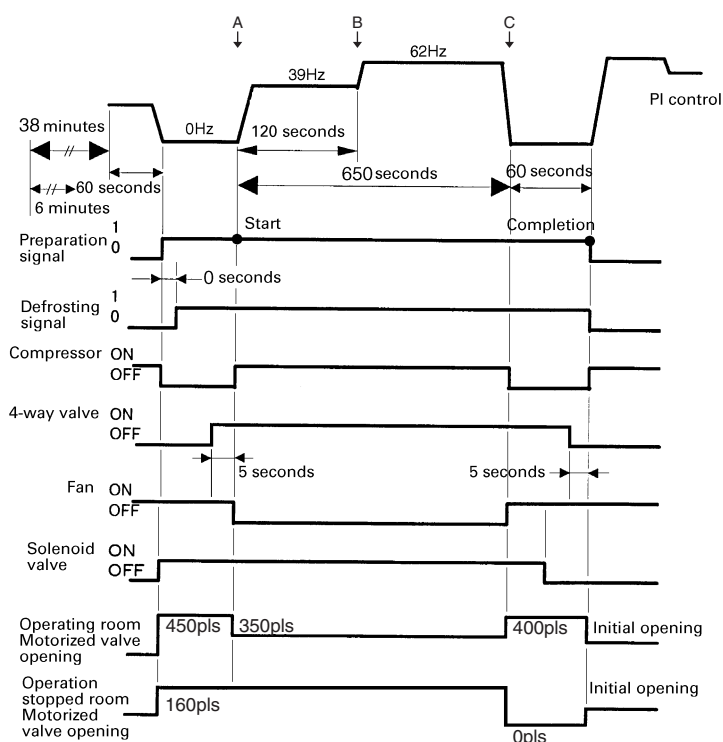 A B C
62Hz
39Hz
PI control
0Hz
38 minutes
120 seconds
650 seconds
60 seconds
60 seconds
6 minutes
Start
Completion
Preparation signal
1
0
0 seconds
Defrosting signal
1
0
Compressor ON
OFF
4-way valve ON
OFF
5 seconds
5 seconds
Fan ON
OFF
Solenoid valve ON
OFF
Operating room
Motorized valve
opening
450pls
350pls
400pls
Initial opening
Operation
stopped room
Motorized
valve opening
160pls
0pls
Initial opening